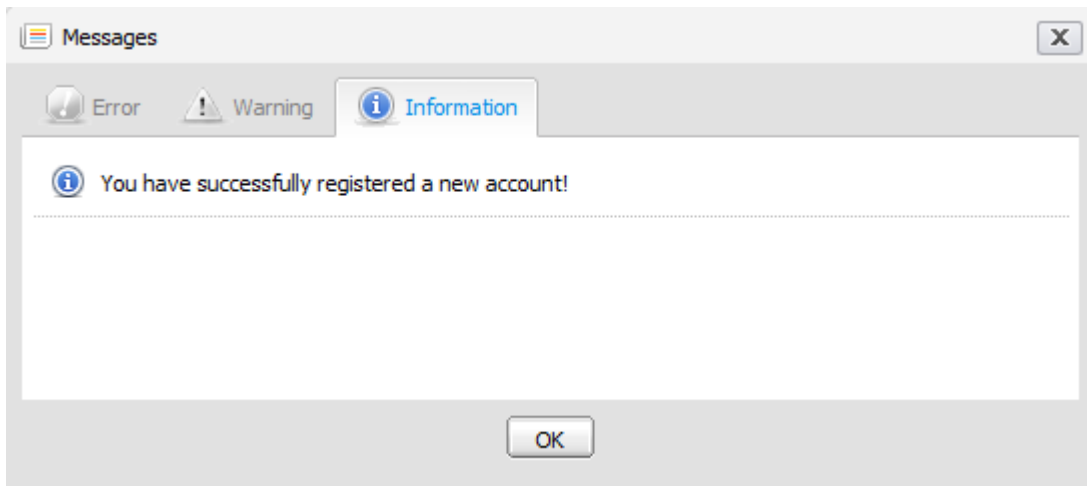 Messages
X
Error Warning Information
You have successfully registered a new account!
OK